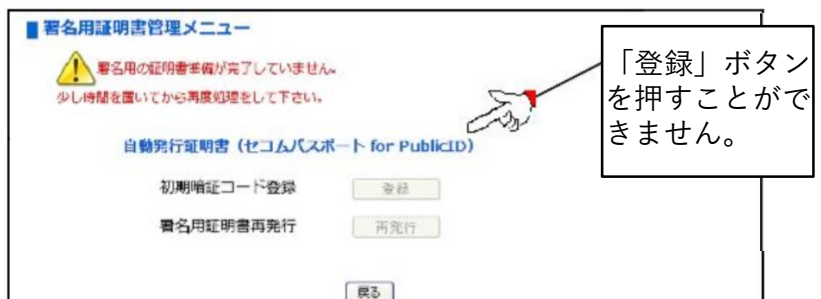 ■署名用証明書管理メニュー
署名用の証明書準備が完了していません。
少し時間を置いてから再度処理をして下さい。
「登録」ボタン
を押すことがで
きません。
自動発行証明書（セコムパスポート for PublicID）
初期暗証コード登録 登録
署名用証明書再発行 再発行
戻る